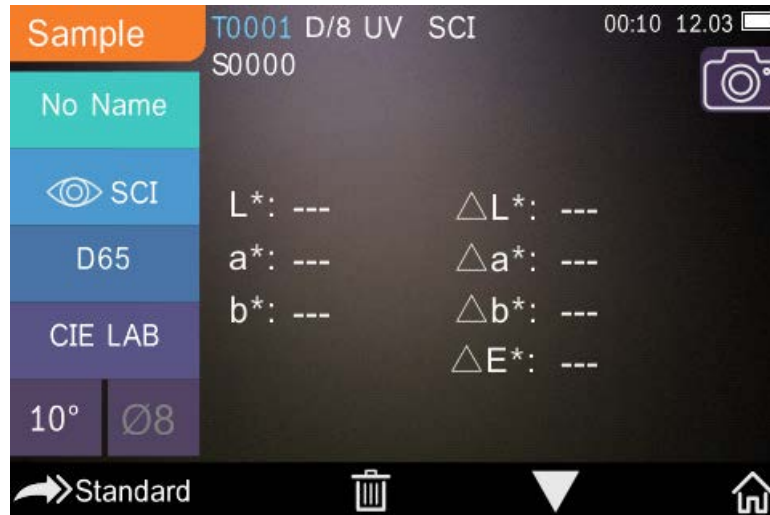 Sample
T0001 D/8 UV SCI 00:10 12.03
S0000
No Name
SCI
D65
CIE LAB
10° Ø8
L*: --- △L*: ---
a*: --- △a*: ---
b*: --- △b*: ---
△E*: ---
Standard